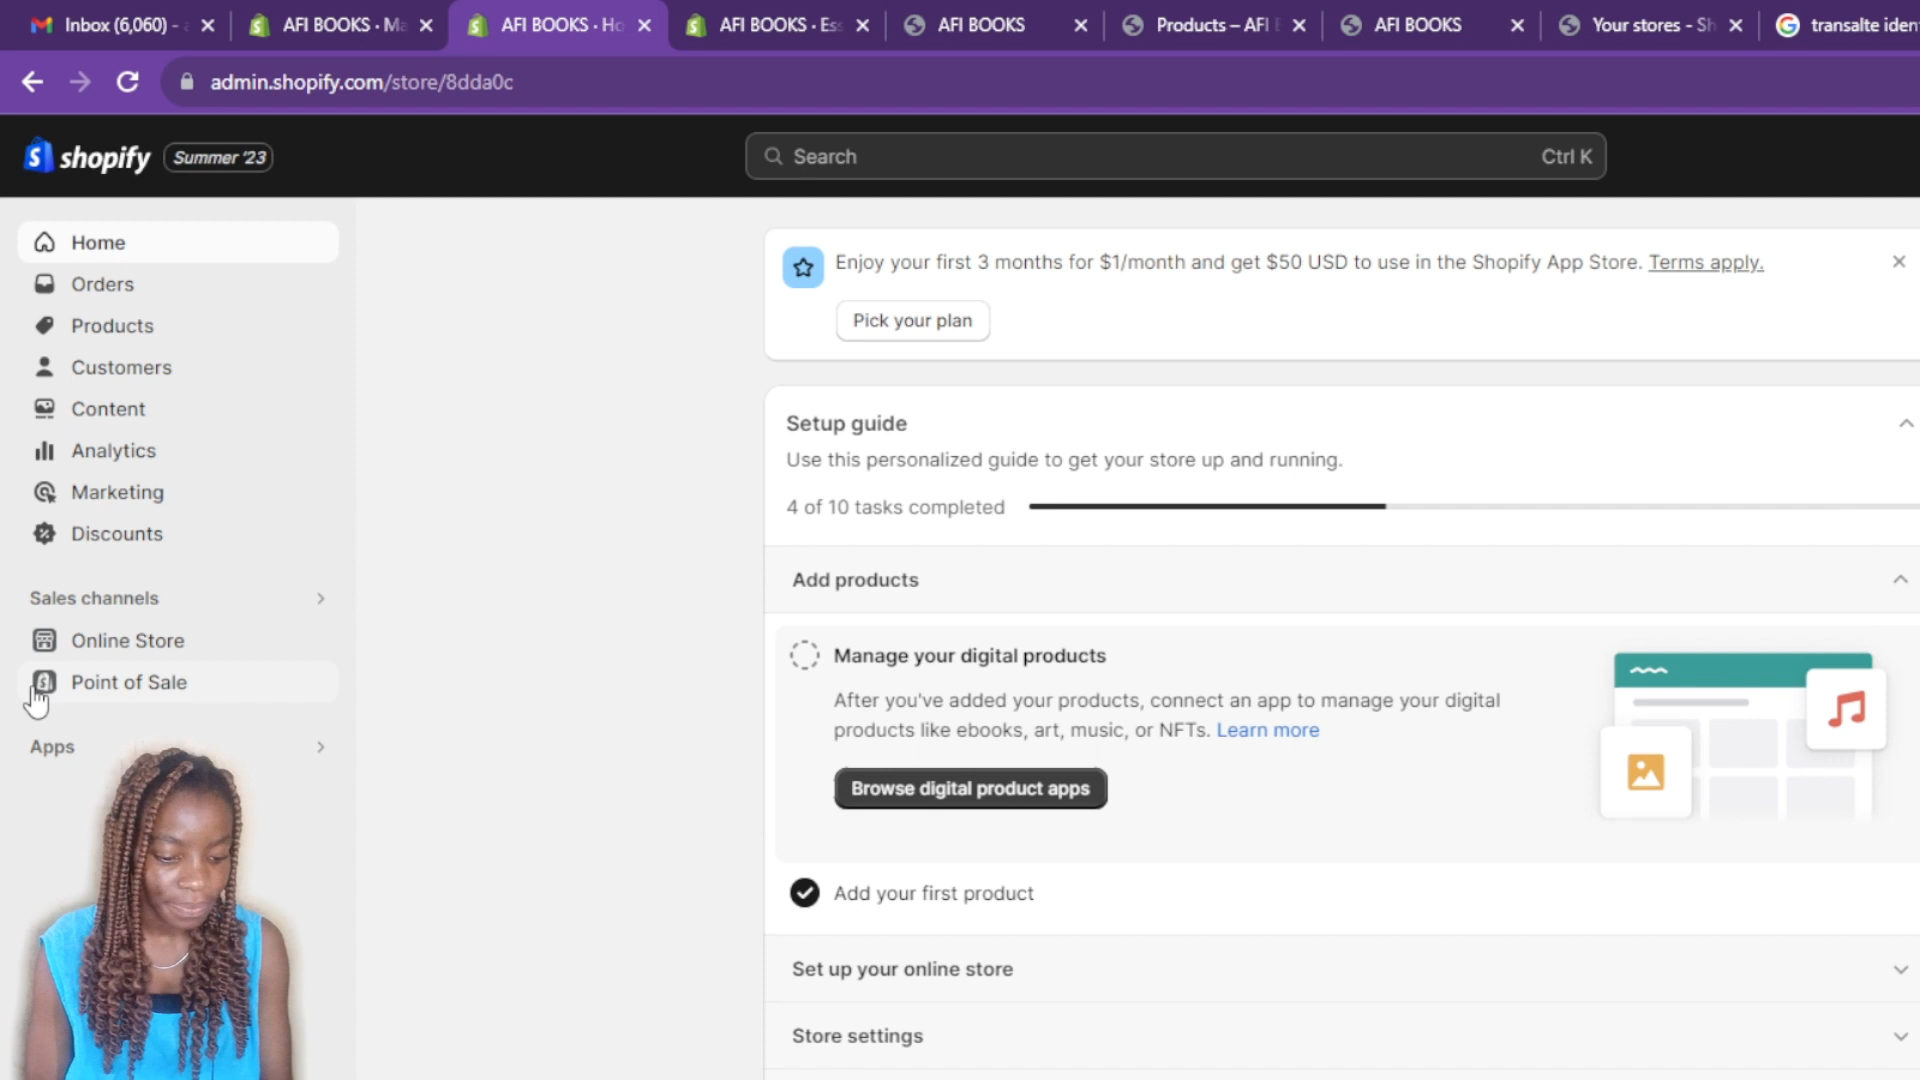 Inbox (6,060) -
AFI BOOKS · Ma
AFI BOOKS · Ho
AFI BOOKS · Ess
AFI BOOKS
Products – AFI
AFI BOOKS
Your stores - Sh
transalte iden
admin.shopify.com/store/8dda0c
shopify
Summer '23
Search
Ctrl K
Home
Orders
Products
Customers
Content
Analytics
Marketing
Discounts
Sales channels
Online Store
Point of Sale
Apps
Enjoy your first 3 months for $1/month and get $50 USD to use in the Shopify App Store. Terms apply.
Pick your plan
Setup guide
Use this personalized guide to get your store up and running.
4 of 10 tasks completed
Add products
Manage your digital products
After you've added your products, connect an app to manage your digital
products like ebooks, art, music, or NFTs. Learn more
Browse digital product apps
Add your first product
Set up your online store
Store settings